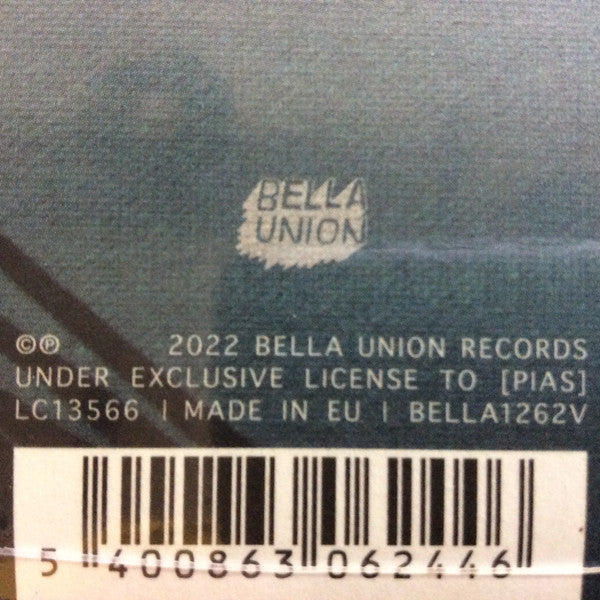 BELLA
UNION
©℗ 2022 BELLA UNION RECORDS
UNDER EXCLUSIVE LICENSE TO [PIAS]
LC13566 | MADE IN EU | BELLA1262V
5 400863 062446